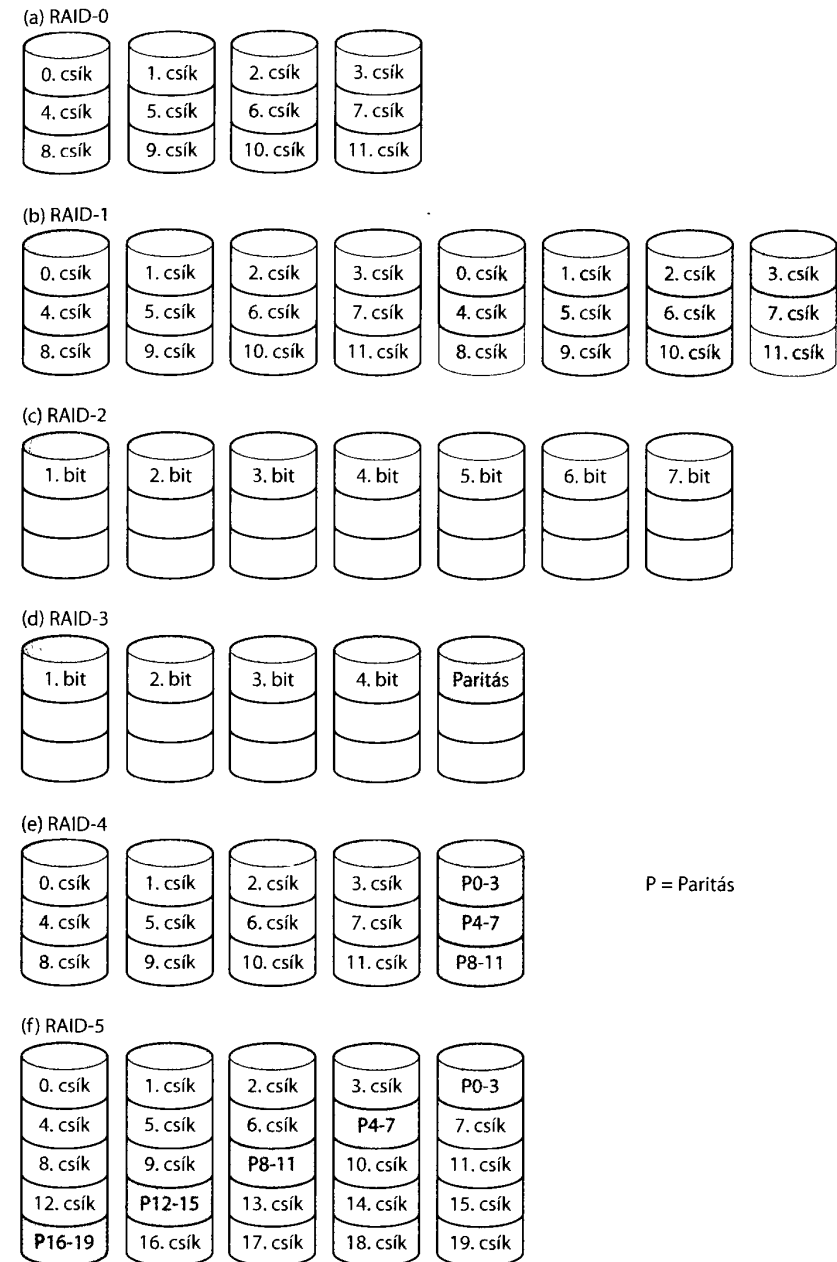 (a) RAID-0
0. csík 1. csík 2. csík 3. csík
4. csík 5. csík 6. csík 7. csík
8. csík 9. csík 10. csík 11. csík
(b) RAID-1
0. csík 1. csík 2. csík 3. csík 0. csík 1. csík 2. csík 3. csík
4. csík 5. csík 6. csík 7. csík 4. csík 5. csík 6. csík 7. csík
8. csík 9. csík 10. csík 11. csík 8. csík 9. csík 10. csík 11. csík
(c) RAID-2
1. bit 2. bit 3. bit 4. bit 5. bit 6. bit 7. bit
(d) RAID-3
1. bit 2. bit 3. bit 4. bit Paritás
(e) RAID-4
0. csík 1. csík 2. csík 3. csík P0-3 P = Paritás
4. csík 5. csík 6. csík 7. csík P4-7
8. csík 9. csík 10. csík 11. csík P8-11
(f) RAID-5
0. csík 1. csík 2. csík 3. csík P0-3
4. csík 5. csík 6. csík P4-7 7. csík
8. csík 9. csík P8-11 10. csík 11. csík
12. csík P12-15 13. csík 14. csík 15. csík
P16-19 16. csík 17. csík 18. csík 19. csík